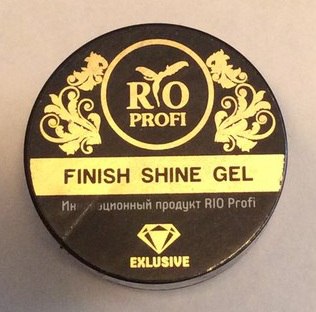 RIO
PROFI
FINISH SHINE GEL
продукт RIO Profi
EXLUSIVE